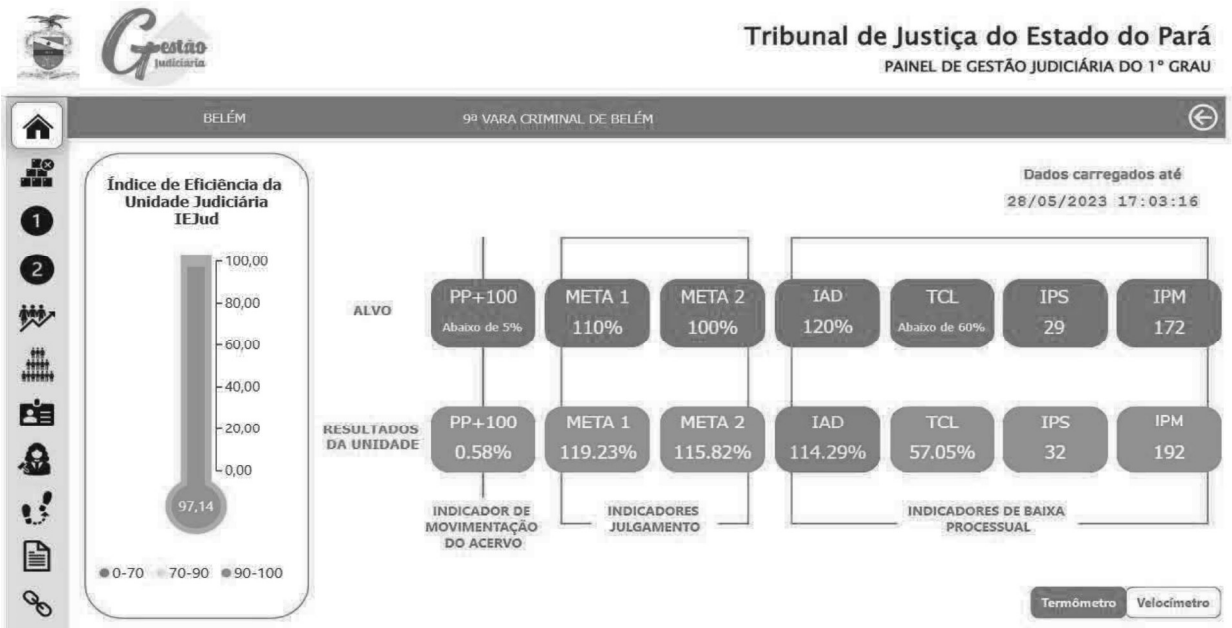 Gestão
Judiciária
Tribunal de Justiça do Estado do Pará
PAINEL DE GESTÃO JUDICIÁRIA DO 1º GRAU
BELÉM
9ª VARA CRIMINAL DE BELÉM
Índice de Eficiência da
Unidade Judiciária
IEJud
100,00
80,00
60,00
40,00
20,00
0,00
97,14
0-70 70-90 90-100
Dados carregados até
28/05/2023 17:03:16
ALVO
PP+100
Abaixo de 5%
META 1
110%
META 2
100%
IAD
120%
TCL
Abaixo de 60%
IPS
29
IPM
172
RESULTADOS
DA UNIDADE
PP+100
0.58%
META 1
119.23%
META 2
115.82%
IAD
114.29%
TCL
57.05%
IPS
32
IPM
192
INDICADOR DE
MOVIMENTAÇÃO
DO ACERVO
INDICADORES
JULGAMENTO
INDICADORES DE BAIXA
PROCESSUAL
1
2
Termômetro
Velocímetro